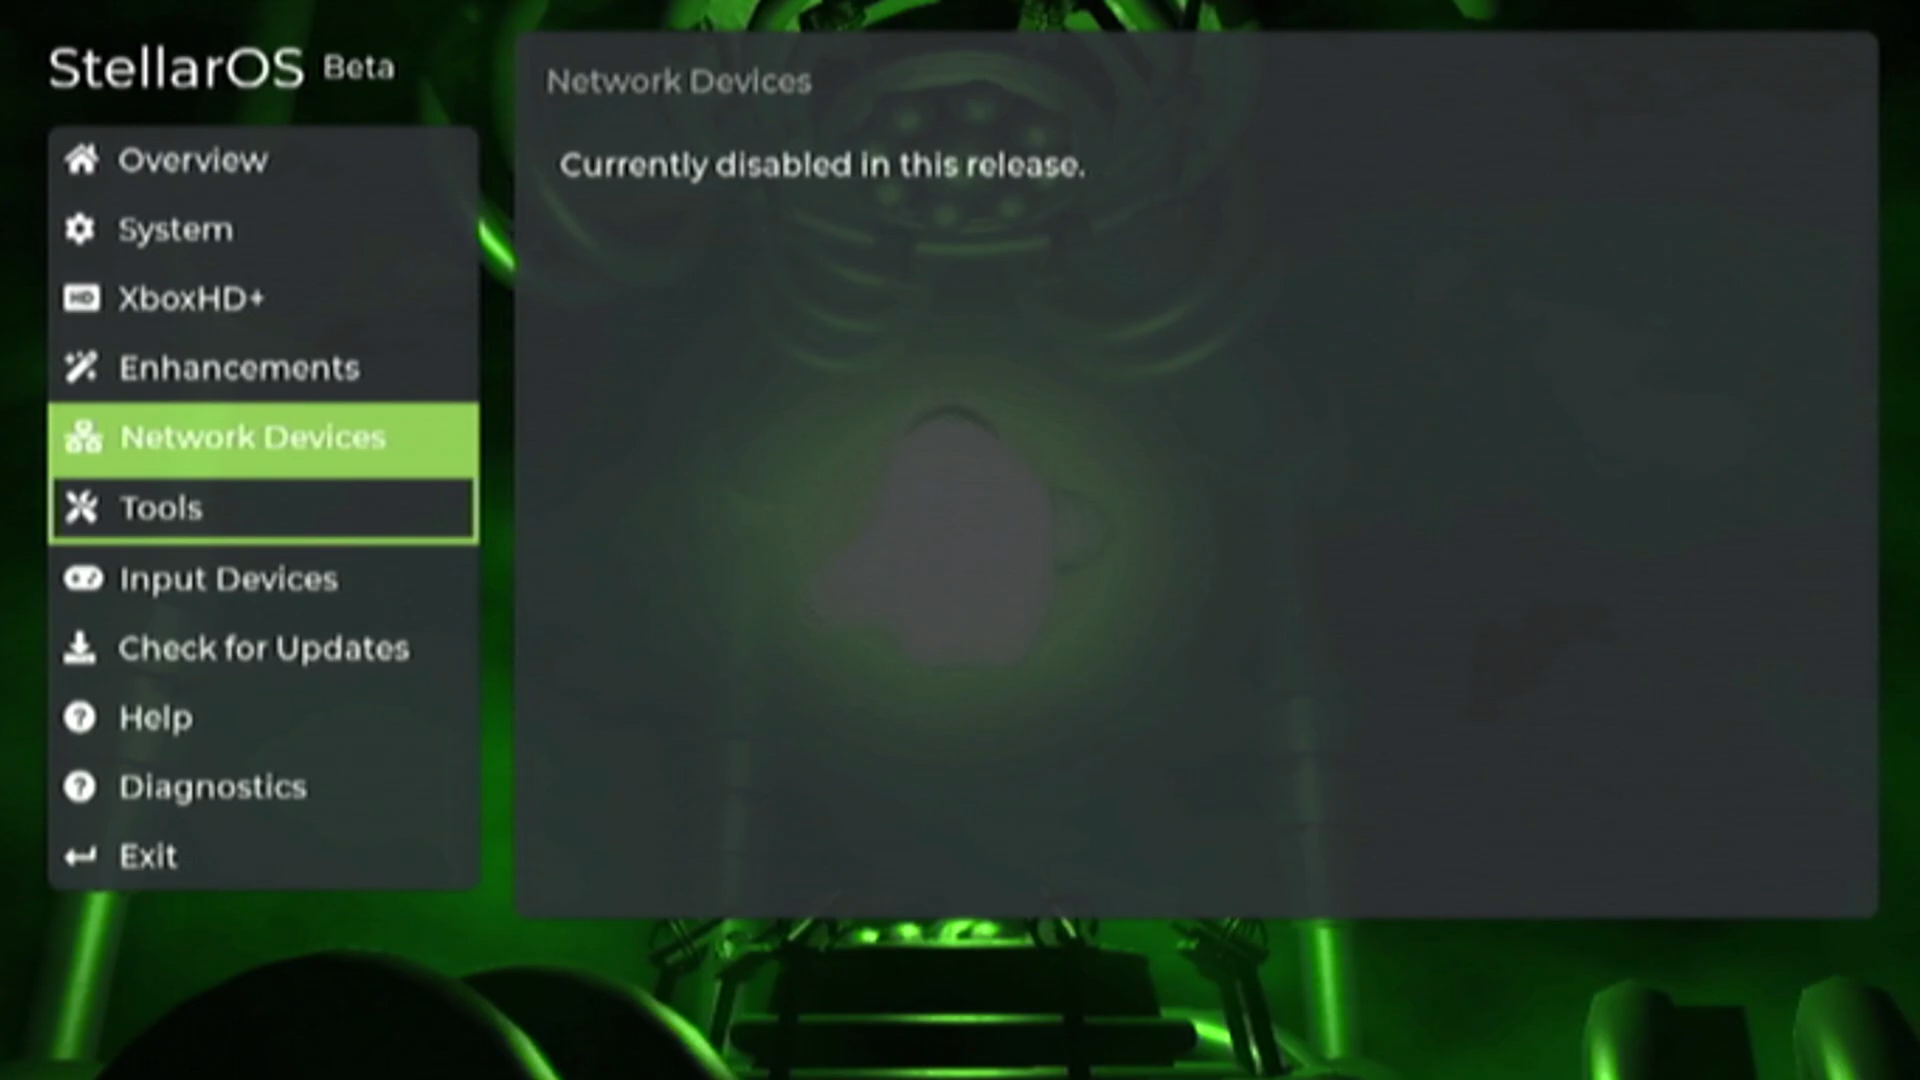 StellarOS Beta
Overview
System
HD XboxHD+
Enhancements
Network Devices
Tools
Input Devices
Check for Updates
? Help
? Diagnostics
Exit
Network Devices
Currently disabled in this release.